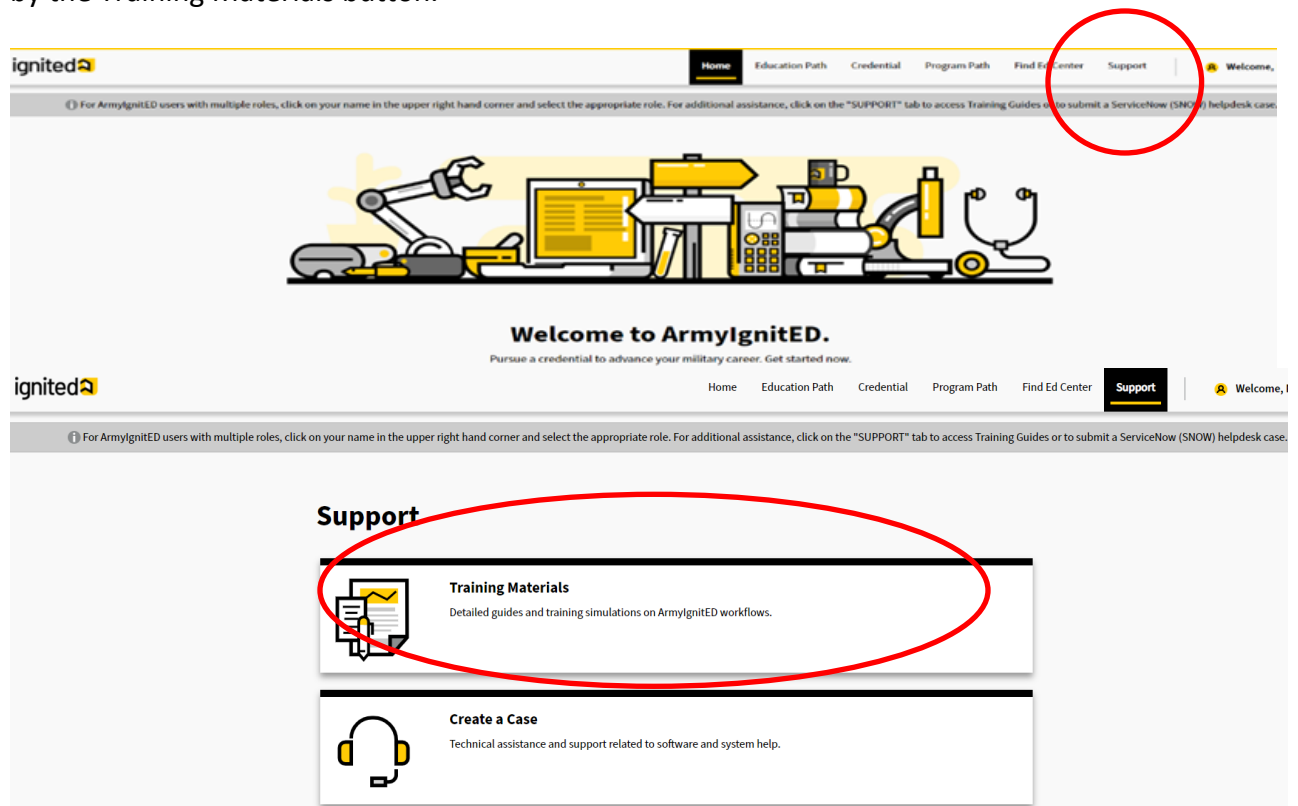 by the Training Materials button.
ignited
Home Education Path Credential Program Path Find Ed Center Support Welcome,
For ArmyIgnitED users with multiple roles, click on your name in the upper right hand corner and select the appropriate role. For additional assistance, click on the "SUPPORT" tab to access Training Guides or to submit a ServiceNow (SNOW) helpdesk case.
Welcome to ArmyIgnitED.
Pursue a credential to advance your military career. Get started now.
ignited
Home Education Path Credential Program Path Find Ed Center Support Welcome,
For ArmyIgnitED users with multiple roles, click on your name in the upper right hand corner and select the appropriate role. For additional assistance, click on the "SUPPORT" tab to access Training Guides or to submit a ServiceNow (SNOW) helpdesk case.
Support
Training Materials
Detailed guides and training simulations on ArmyIgnitED workflows.
Create a Case
Technical assistance and support related to software and system help.